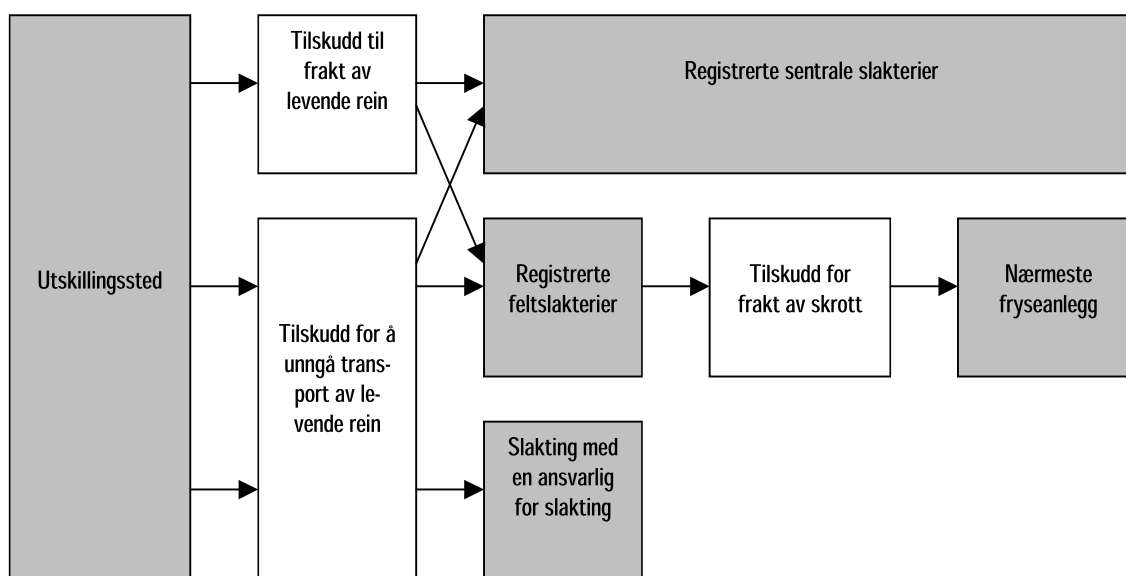 Tilskudd til
frakt av
levende rein
Registrerte sentrale slakterier
Utskillingssted
Tilskudd for å
unngå trans-
port av le-
vende rein
Registrerte
feltslakterier
Tilskudd for
frakt av skrott
Nærmeste
fryseanlegg
Slakting med
en ansvarlig
for slakting